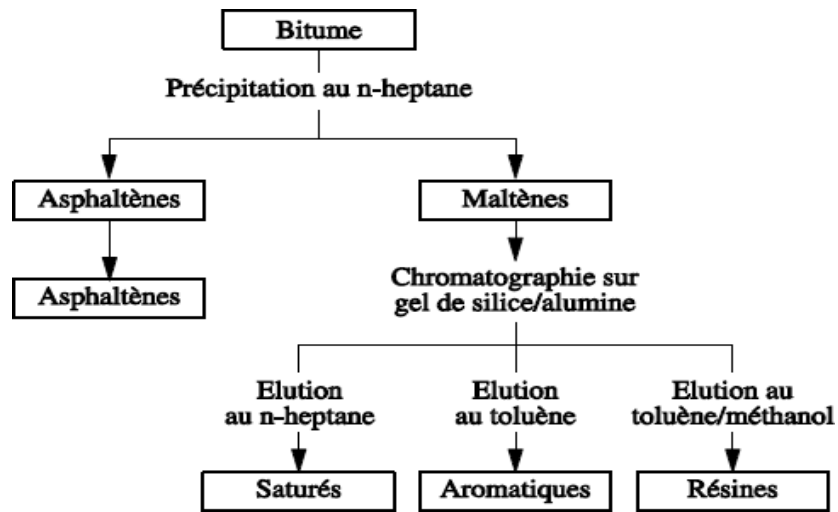 Bitume
Précipitation au n-heptane
Asphaltènes
Maltènes
Asphaltènes
Chromatographie sur
gel de silice/alumine
Elution
au n-heptane
Elution
au toluène
Elution au
toluène/méthanol
Saturés
Aromatiques
Résines